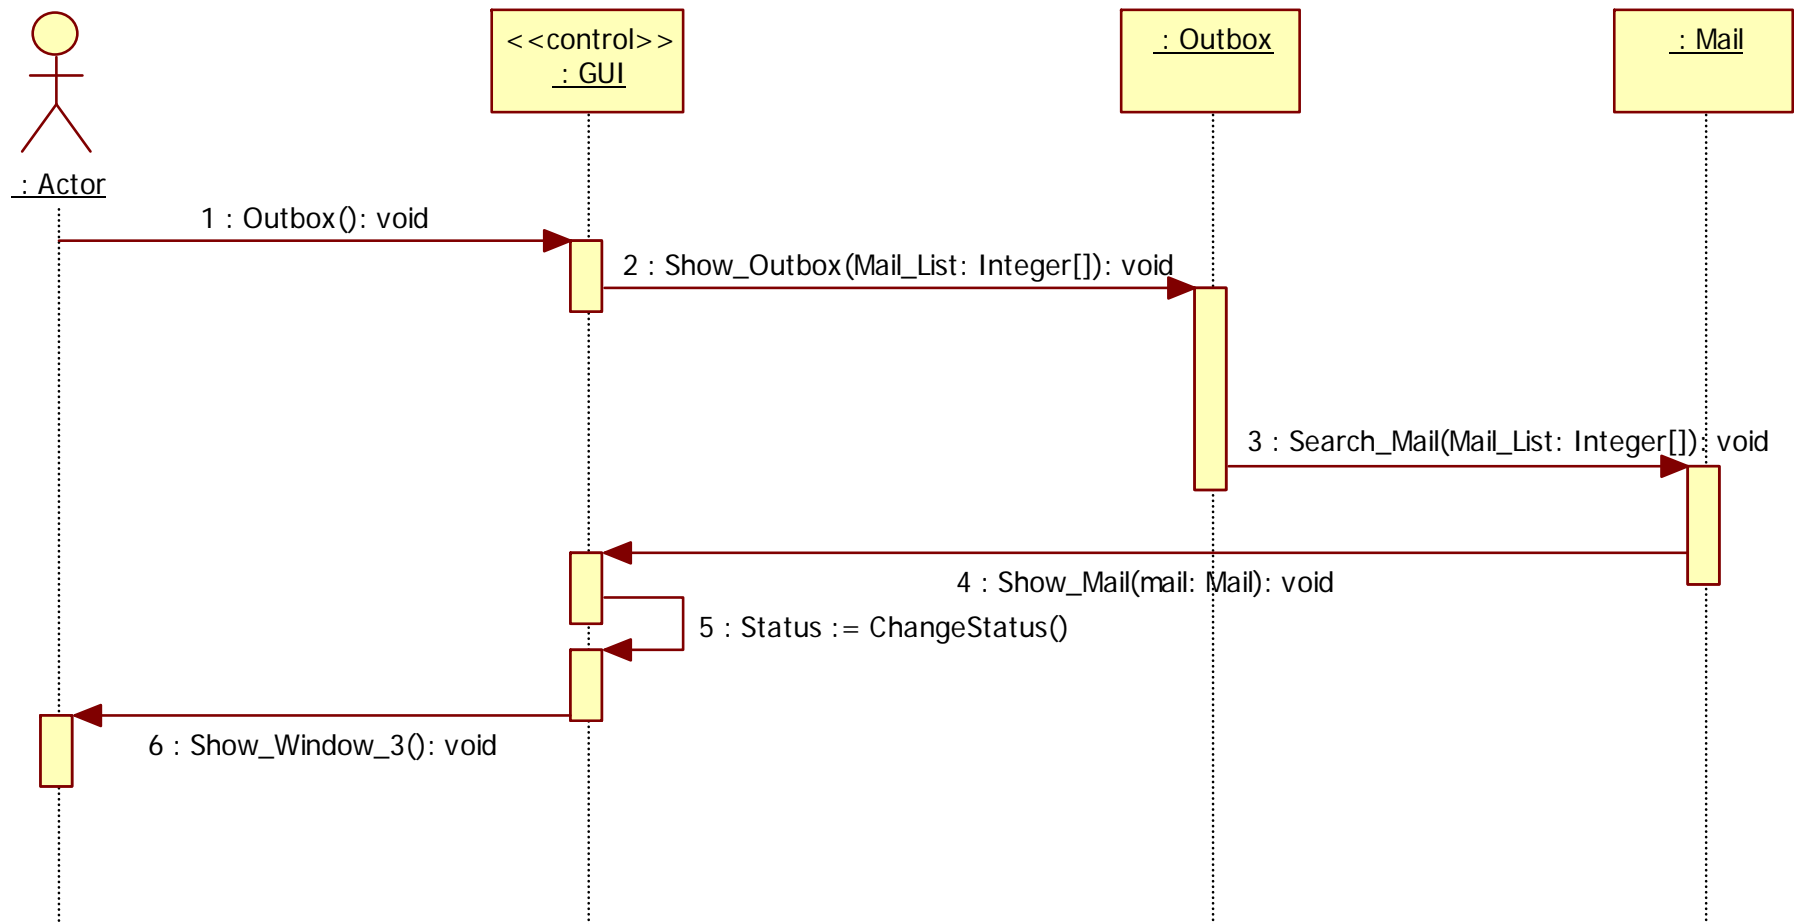 <<control>>
: GUI
: Outbox
: Mail
: Actor
1 : Outbox(): void
2 : Show_Outbox(Mail_List: Integer[]): void
3 : Search_Mail(Mail_List: Integer[]): void
4 : Show_Mail(mail: Mail): void
5 : Status := ChangeStatus()
6 : Show_Window_3(): void